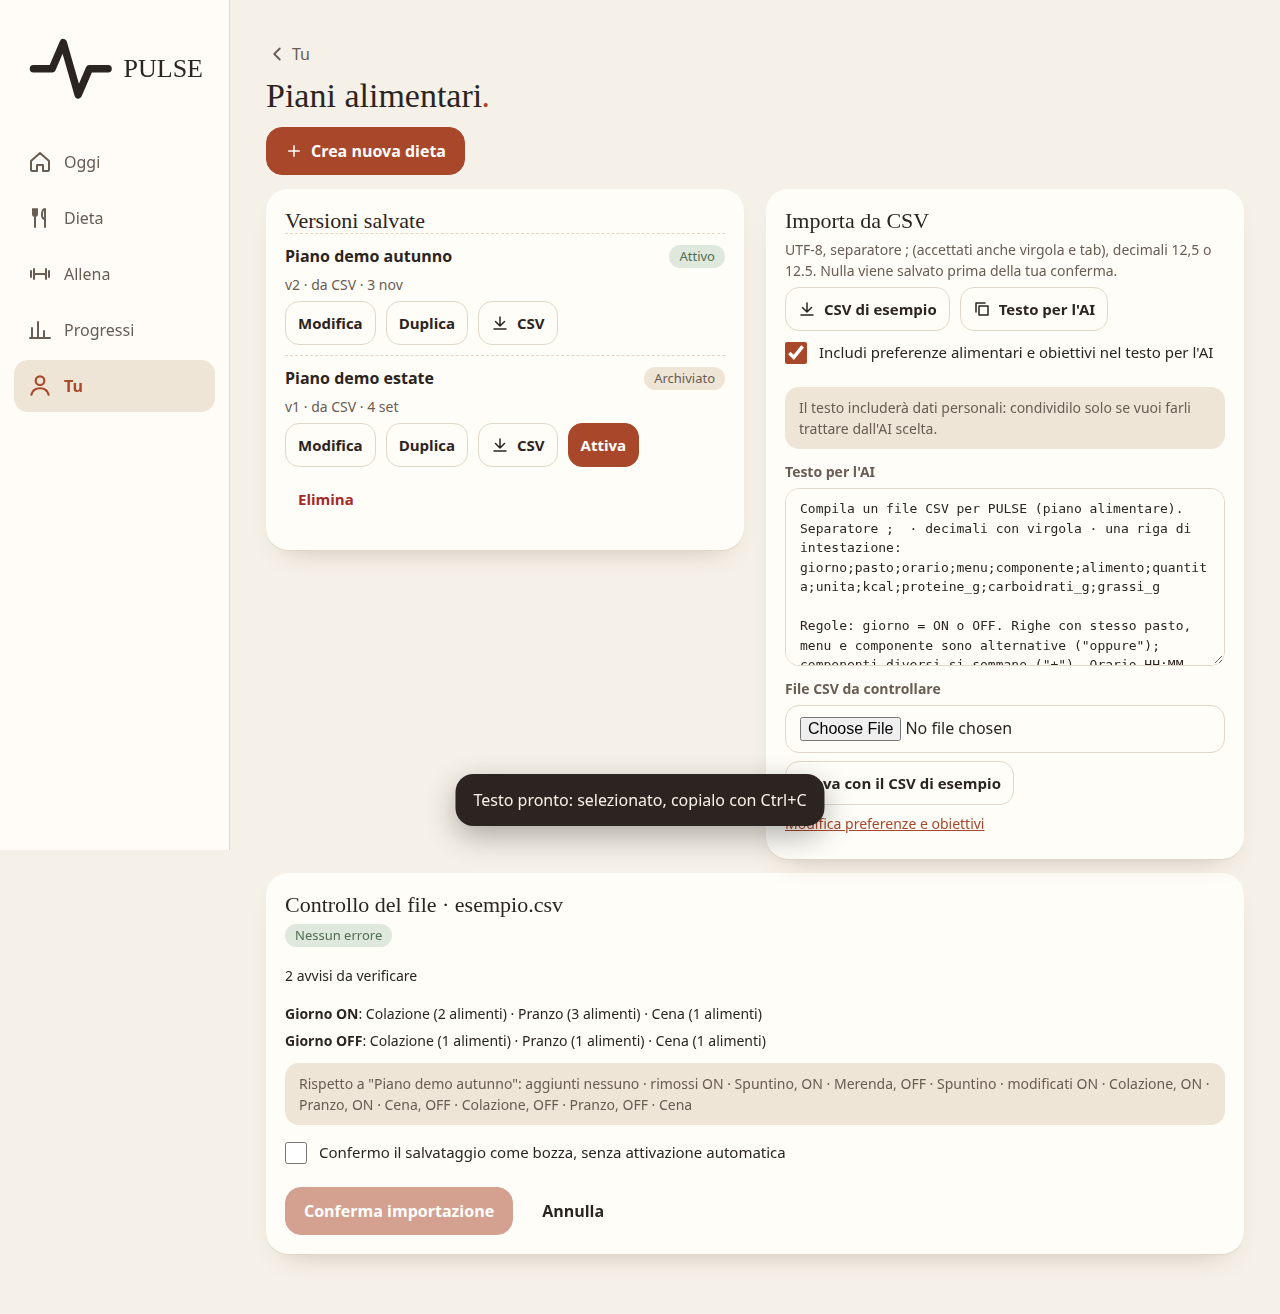 PULSE
Oggi
Dieta
Allena
Progressi
Tu
Tu
Piani alimentari.
Crea nuova dieta
Versioni salvate
Piano demo autunno
Attivo
v2 · da CSV · 3 nov
Modifica
Duplica
CSV
Piano demo estate
Archiviato
v1 · da CSV · 4 set
Modifica
Duplica
CSV
Attiva
Elimina
Importa da CSV
UTF-8, separatore ; (accettati anche virgola e tab), decimali 12,5 o
12.5. Nulla viene salvato prima della tua conferma.
CSV di esempio
Testo per l'AI
Includi preferenze alimentari e obiettivi nel testo per l'AI
Il testo includerà dati personali: condividilo solo se vuoi farli
trattare dall'AI scelta.
Testo per l'AI
Compila un file CSV per PULSE (piano alimentare).
Separatore ;  · decimali con virgola · una riga di
intestazione:
giorno;pasto;orario;menu;componente;alimento;quantit
a;unita;kcal;proteine_g;carboidrati_g;grassi_g
Regole: giorno = ON o OFF. Righe con stesso pasto,
menu e componente sono alternative ("oppure");
componenti diversi si sommano ("+"). Orario HH:MM
File CSV da controllare
Choose File No file chosen
va con il CSV di esempio
Testo pronto: selezionato, copialo con Ctrl+C
Modifica preferenze e obiettivi
Controllo del file · esempio.csv
Nessun errore
2 avvisi da verificare
Giorno ON: Colazione (2 alimenti) · Pranzo (3 alimenti) · Cena (1 alimenti)
Giorno OFF: Colazione (1 alimenti) · Pranzo (1 alimenti) · Cena (1 alimenti)
Rispetto a "Piano demo autunno": aggiunti nessuno · rimossi ON · Spuntino, ON · Merenda, OFF · Spuntino · modificati ON · Colazione, ON ·
Pranzo, ON · Cena, OFF · Colazione, OFF · Pranzo, OFF · Cena
Confermo il salvataggio come bozza, senza attivazione automatica
Conferma importazione
Annulla